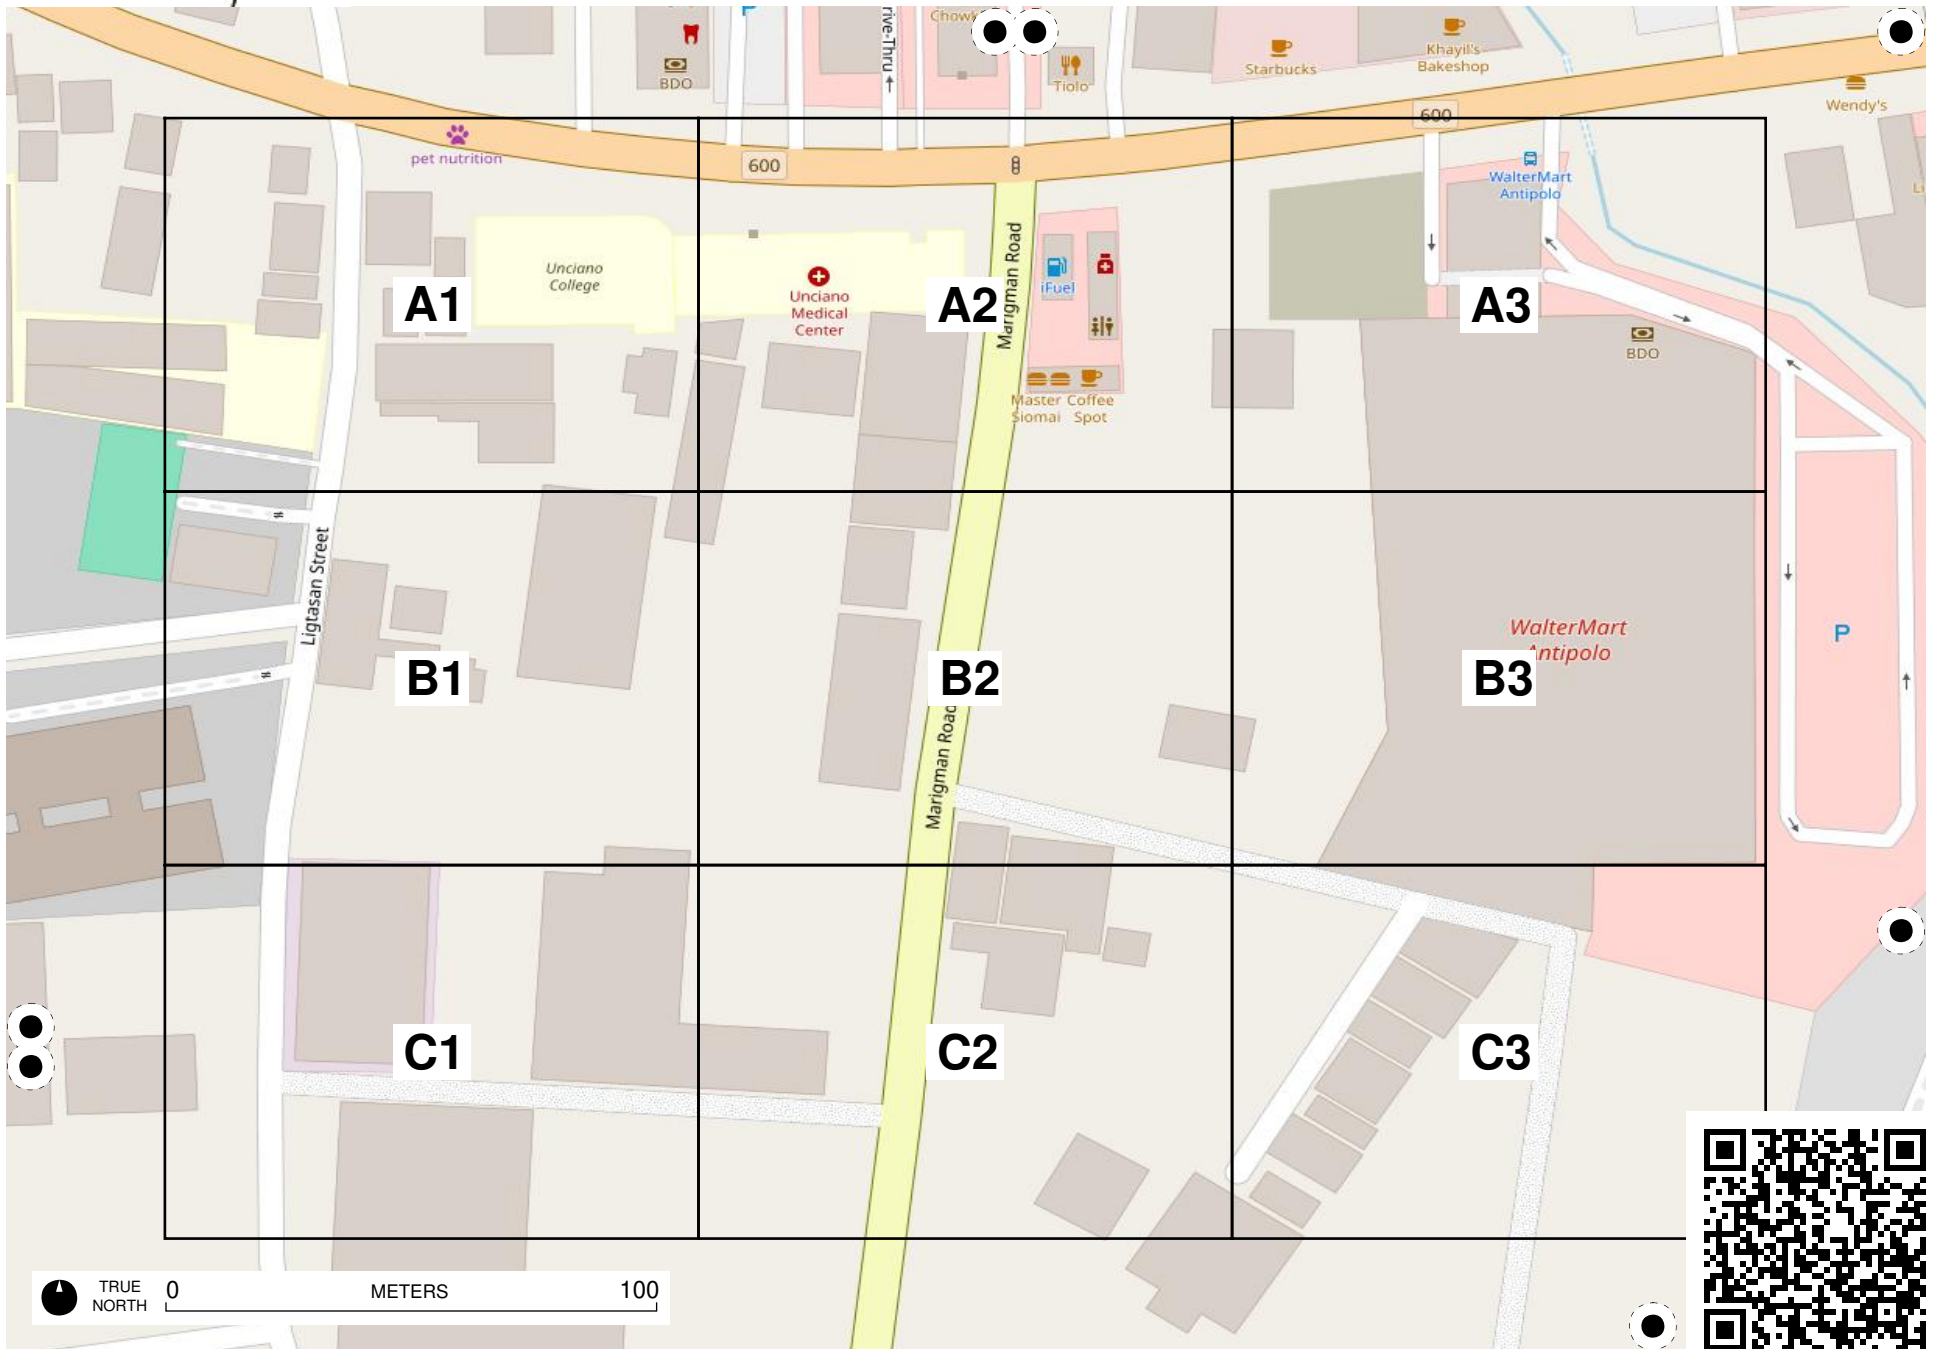 Chowk
rive-Thru
P
BDO
Tiolo
Starbucks
Khayil's
Bakeshop
Wendy's
600
pet nutrition
600
WalterMart
Antipolo
Unciano
College
Unciano
Medical
Center
Marigman Road
iFuel
A1
A2
A3
BDO
Master
Siomai
Coffee
Spot
Ligtasan Street
WalterMart
Antipolo
P
B1
B2
B3
Marigman Road
C1
C2
C3
TRUE
NORTH
0
METERS
100